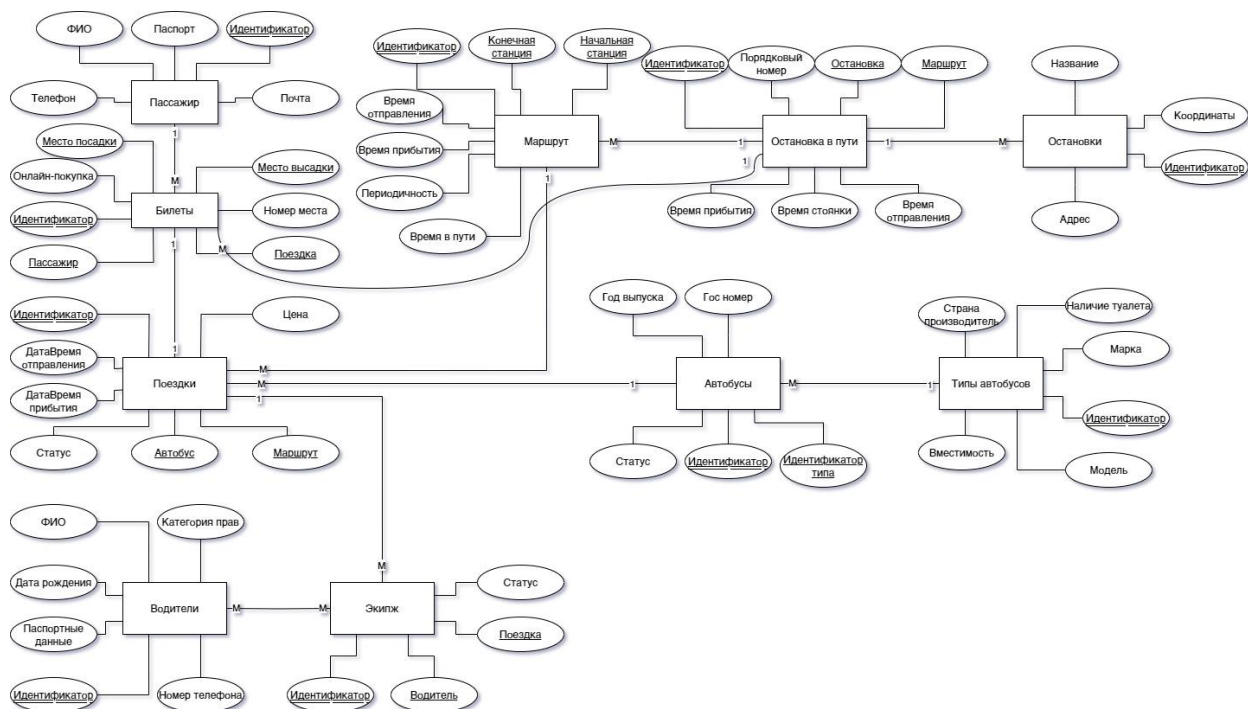 ФИО
Паспорт
Идентификатор
Телефон
Пассажир
Почта
1
Место посадки
Онлайн-покупка
Идентификатор
Пассажир
М
Билеты
Место высадки
Номер места
Поездка
1
М
Идентификатор
Конечная
станция
Начальная
станция
Время
отправления
Время прибытия
Периодичность
Время в пути
Маршрут
М
1
1
1
Идентификатор
Порядковый
номер
Остановка
Маршрут
Остановка в пути
Время прибытия
Время стоянки
Время
отправления
1
М
Название
Координаты
Остановки
Идентификатор
Адрес
Идентификатор
Цена
ДатаВремя
отправления
ДатаВремя
прибытия
1
Поездки
М
М
1
Статус
Автобус
Маршрут
Год выпуска
Гос номер
1
Автобусы
М
Статус
Идентификатор
Идентификатор
типа
Страна
производитель
Наличие туалета
Марка
1
Типы автобусов
Идентификатор
Вместимость
Модель
ФИО
Категория прав
Дата рождения
Водители
Паспортные
данные
Идентификатор
Номер телефона
М
М
М
Экипж
Статус
Поездка
Идентификатор
Водитель